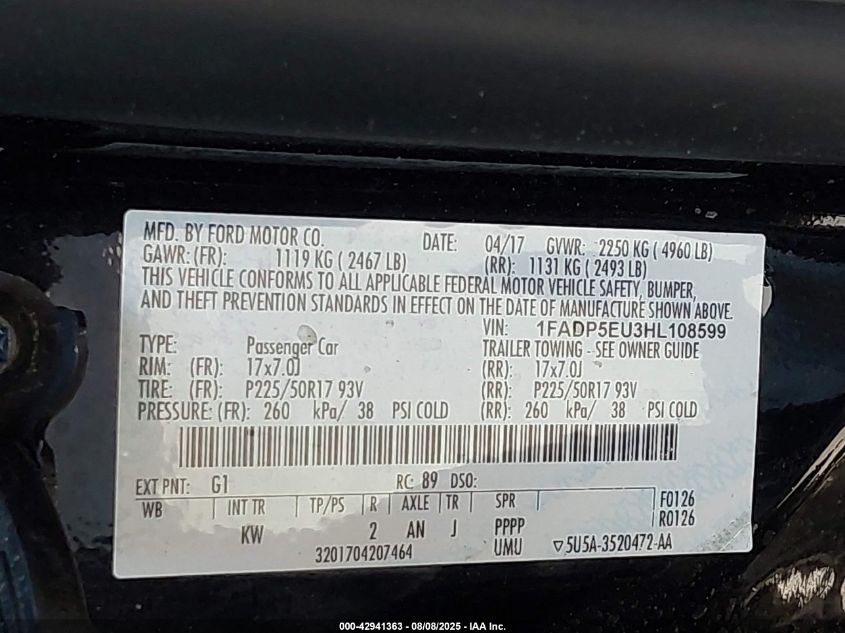 MFD. BY FORD MOTOR CO. DATE: 04/17 GVWR: 2250 KG ( 4960 LB)
GAWR: (FR): 1119 KG ( 2467 LB) (RR): 1131 KG ( 2493 LB)
THIS VEHICLE CONFORMS TO ALL APPLICABLE FEDERAL MOTOR VEHICLE SAFETY, BUMPER,
AND THEFT PREVENTION STANDARDS IN EFFECT ON THE DATE OF MANUFACTURE SHOWN ABOVE.
VIN: 1FADP5EU3HL108599
TYPE: Passenger Car TRAILER TOWING - SEE OWNER GUIDE
RIM: (FR): 17x7.0J (RR): 17x7.0J
TIRE: (FR): P225/50R17 93V (RR): P225/50R17 93V
PRESSURE: (FR): 260 kPa/ 38 PSI COLD (RR): 260 kPa/ 38 PSI COLD
EXT PNT: G1 RC: 89 DSO:
WB INT TR TP/PS R AXLE TR SPR F0126
KW 2 AN J PPPP R0126
3201704207464 UMU ▽5U5A-3520472-AA
000-42941363 - 08/08/2025 - IAA Inc.